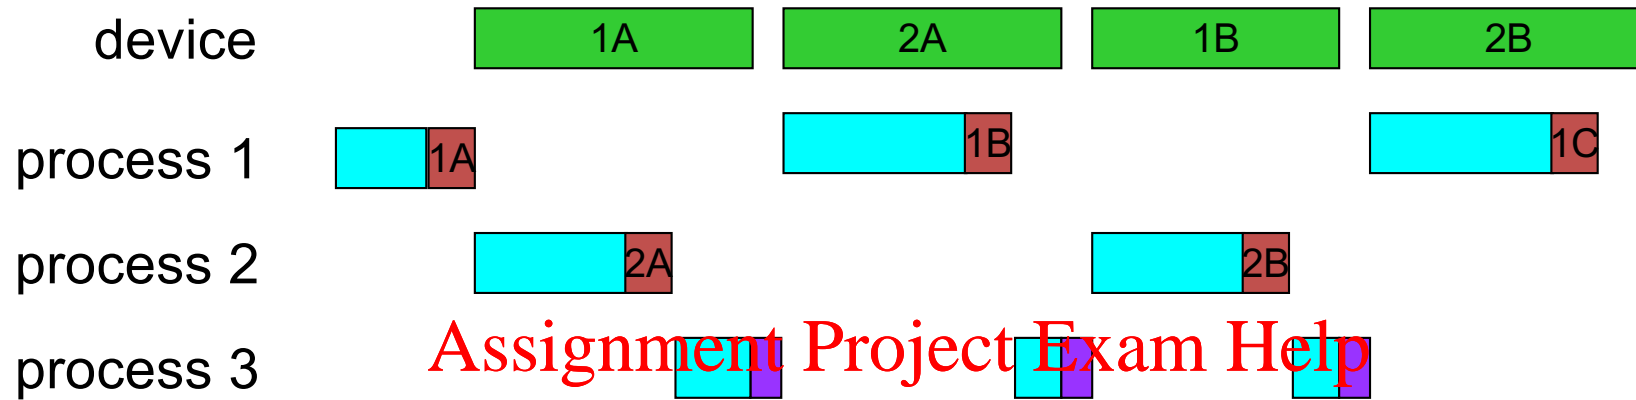 device 1A 2A 1B 2B
process 1 1A 1B 1C
process 2 2A 2B
Assignment Project Exam Help
process 3